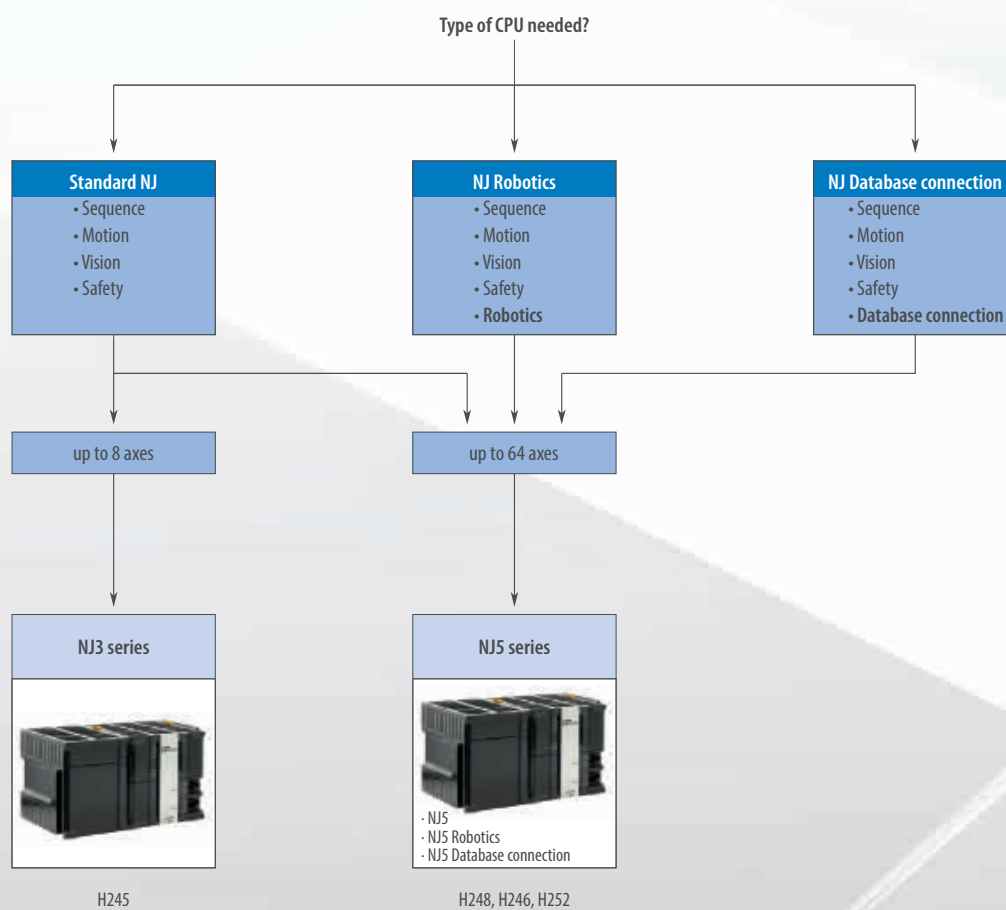 Type of CPU needed?
Standard NJ
• Sequence
• Motion
• Vision
• Safety
NJ Robotics
• Sequence
• Motion
• Vision
• Safety
• Robotics
NJ Database connection
• Sequence
• Motion
• Vision
• Safety
• Database connection
up to 8 axes
up to 64 axes
NJ3 series
NJ5 series
· NJ5
· NJ5 Robotics
· NJ5 Database connection
H245
H248, H246, H252